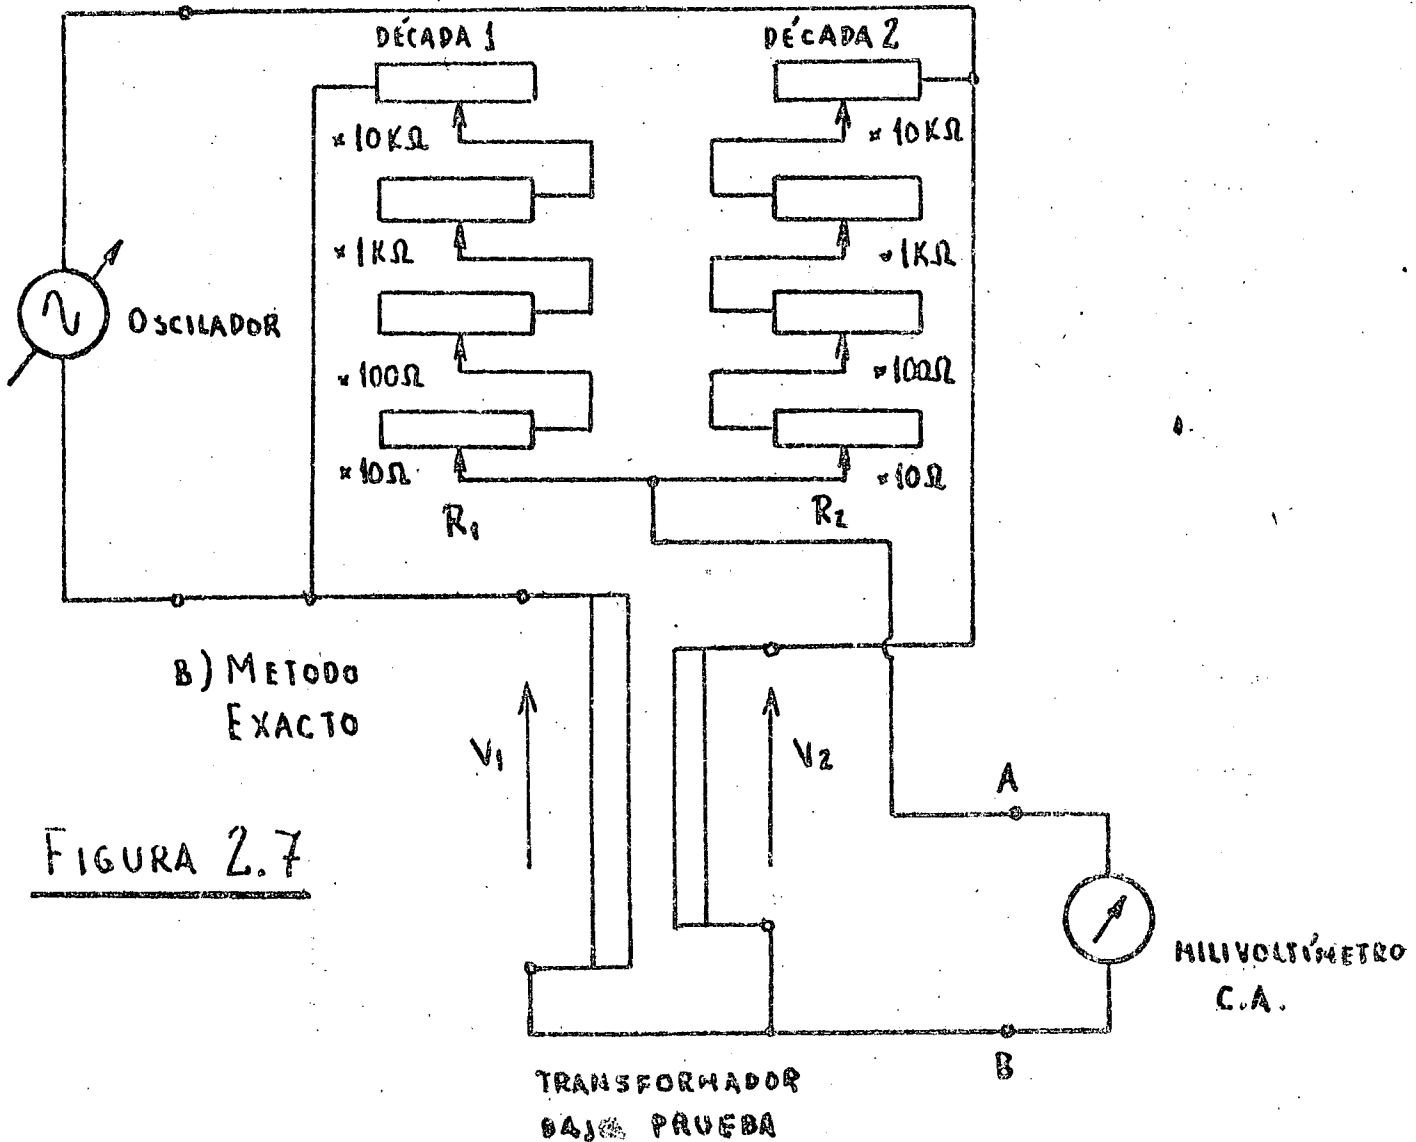 DÉCADA 1
DÉCADA 2
*10KΩ
*10KΩ
*1KΩ
*1KΩ
OSCILADOR
*100Ω
*100Ω
*10Ω
*10Ω
R₁
R₂
B) METODO
EXACTO
V₁
V₂
A
FIGURA 2.7
MILIVOLTÍMETRO
C.A.
B
TRANSFORMADOR
BAJO PRUEBA